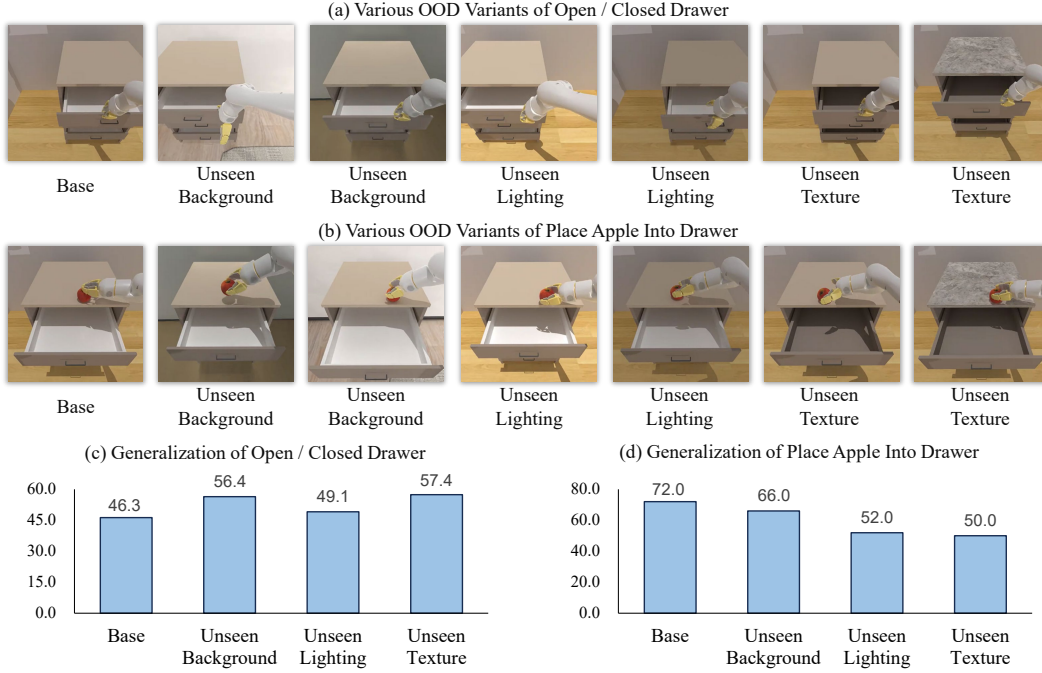 (a) Various OOD Variants of Open / Closed Drawer
Base
Unseen
Background
Unseen
Background
Unseen
Lighting
Unseen
Lighting
Unseen
Texture
Unseen
Texture
(b) Various OOD Variants of Place Apple Into Drawer
Base
Unseen
Background
Unseen
Background
Unseen
Lighting
Unseen
Lighting
Unseen
Texture
Unseen
Texture
(c) Generalization of Open / Closed Drawer
60.0
45.0
30.0
15.0
0.0
46.3
56.4
49.1
57.4
Base
Unseen
Background
Unseen
Lighting
Unseen
Texture
(d) Generalization of Place Apple Into Drawer
80.0
60.0
40.0
20.0
0.0
72.0
66.0
52.0
50.0
Base
Unseen
Background
Unseen
Lighting
Unseen
Texture